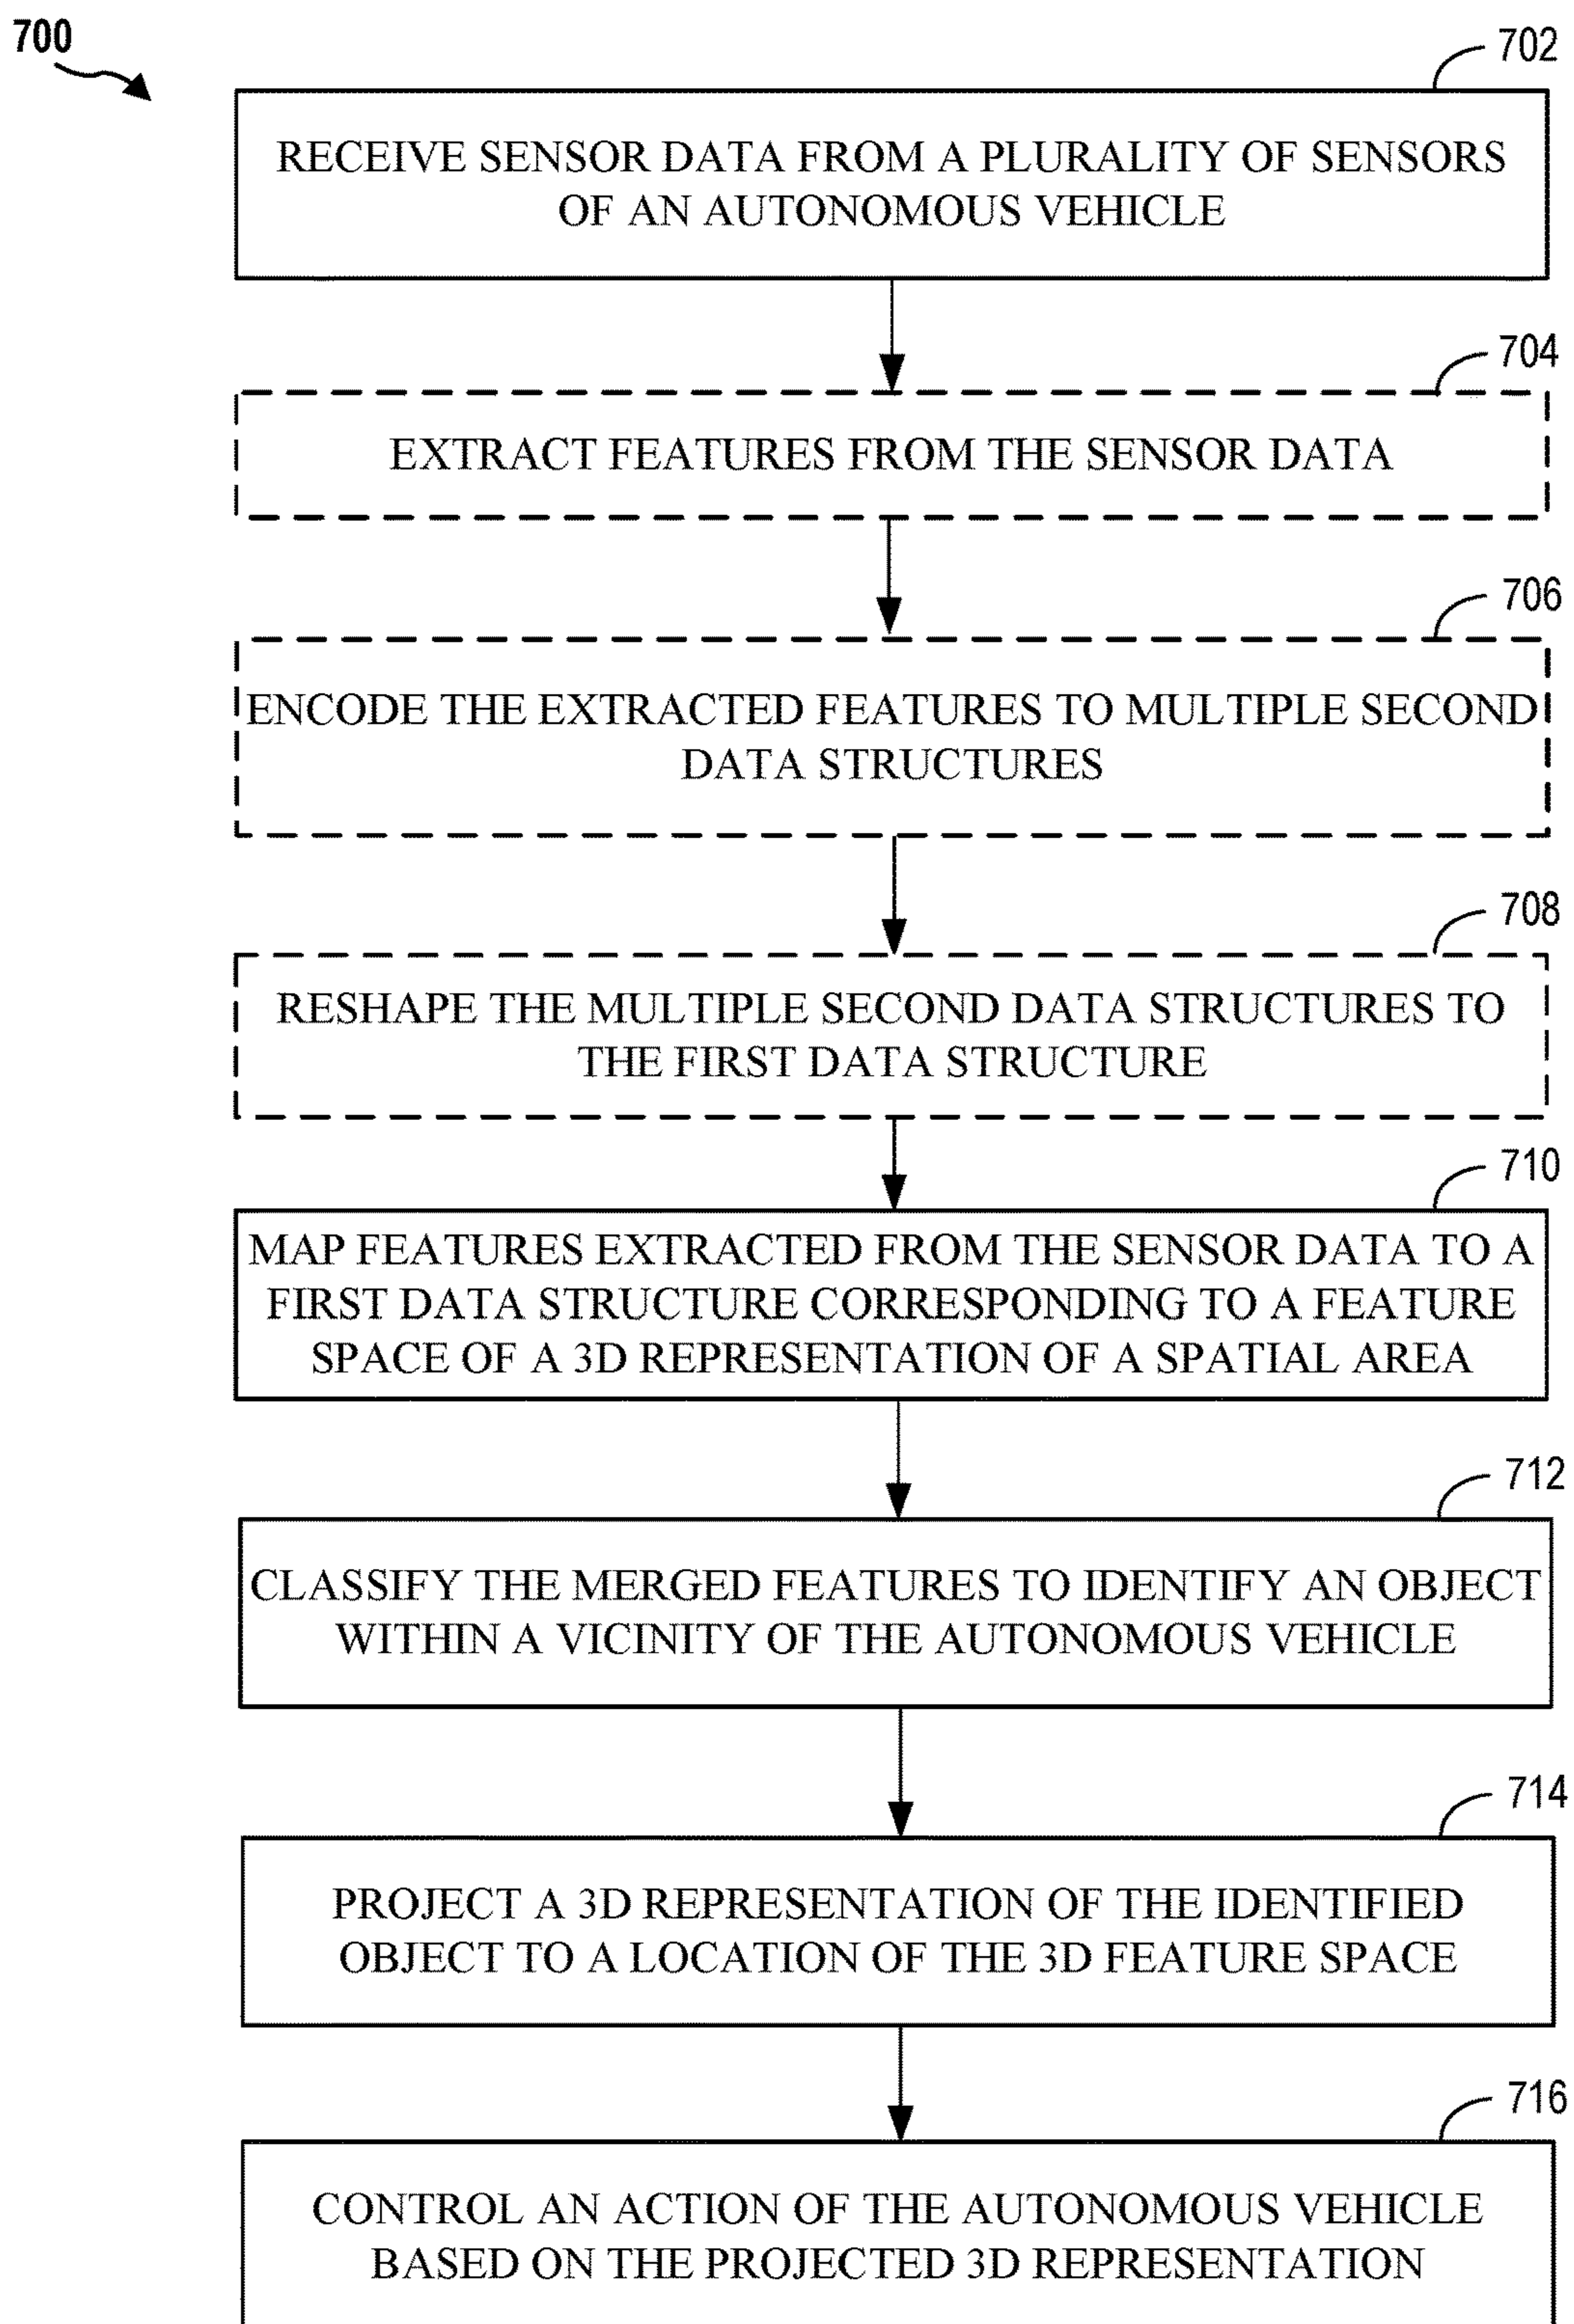 700
702
RECEIVE SENSOR DATA FROM A PLURALITY OF SENSORS
OF AN AUTONOMOUS VEHICLE
704
EXTRACT FEATURES FROM THE SENSOR DATA
706
ENCODE THE EXTRACTED FEATURES TO MULTIPLE SECOND
DATA STRUCTURES
708
RESHAPE THE MULTIPLE SECOND DATA STRUCTURES TO
THE FIRST DATA STRUCTURE
710
MAP FEATURES EXTRACTED FROM THE SENSOR DATA TO A
FIRST DATA STRUCTURE CORRESPONDING TO A FEATURE
SPACE OF A 3D REPRESENTATION OF A SPATIAL AREA
712
CLASSIFY THE MERGED FEATURES TO IDENTIFY AN OBJECT
WITHIN A VICINITY OF THE AUTONOMOUS VEHICLE
714
PROJECT A 3D REPRESENTATION OF THE IDENTIFIED
OBJECT TO A LOCATION OF THE 3D FEATURE SPACE
716
CONTROL AN ACTION OF THE AUTONOMOUS VEHICLE
BASED ON THE PROJECTED 3D REPRESENTATION